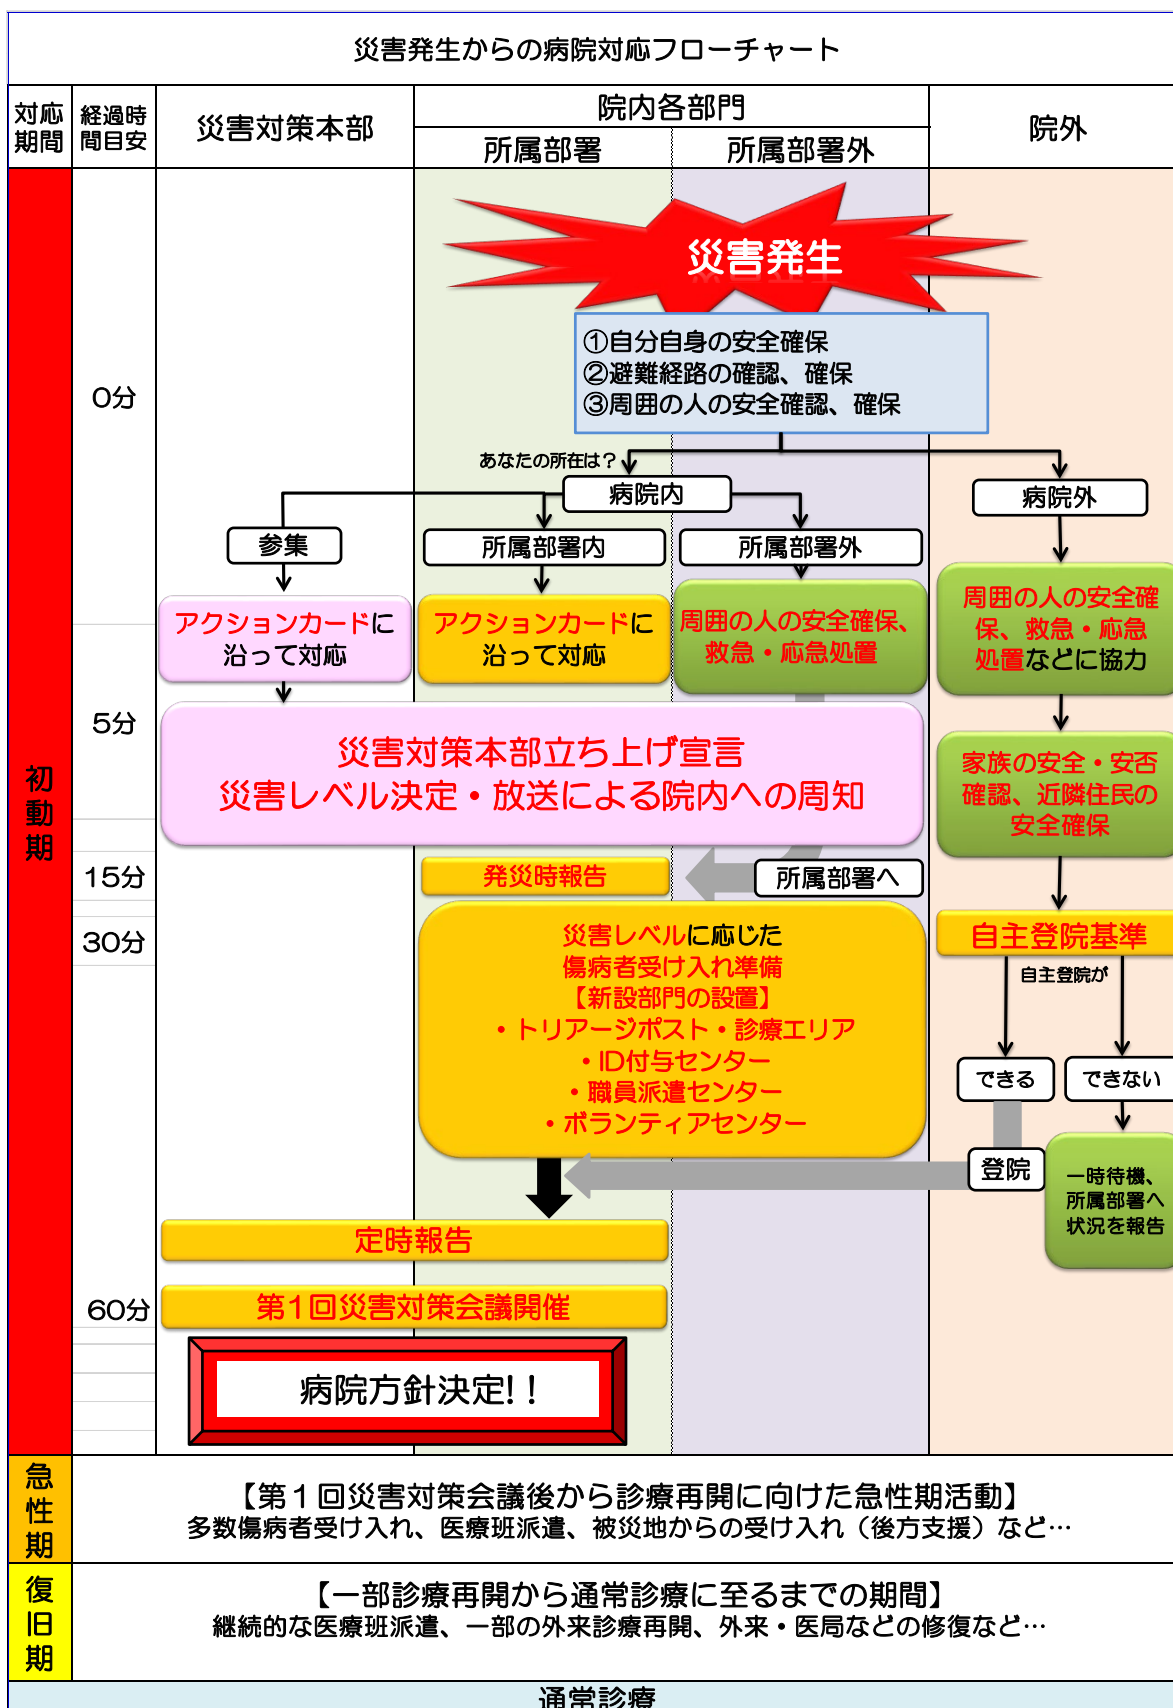 災害発生からの病院対応フローチャート
対応
期間
経過時
間目安
災害対策本部
院内各部門
所属部署
所属部署外
院外
災害発生
①自分自身の安全確保
②避難経路の確認、確保
③周囲の人の安全確認、確保
0分
あなたの所在は？
病院内
病院外
参集
所属部署内
所属部署外
アクションカードに
沿って対応
アクションカードに
沿って対応
周囲の人の安全確保、
救急・応急処置
周囲の人の安全確
保、救急・応急
処置などに協力
5分
災害対策本部立ち上げ宣言
災害レベル決定・放送による院内への周知
家族の安全・安否
確認、近隣住民の
安全確保
初動期
15分
発災時報告
所属部署へ
30分
災害レベルに応じた
傷病者受け入れ準備
【新設部門の設置】
・トリアージポスト・診療エリア
・ID付与センター
・職員派遣センター
・ボランティアセンター
自主登院基準
自主登院が
できる
できない
登院
一時待機、
所属部署へ
状況を報告
定時報告
60分
第１回災害対策会議開催
病院方針決定!！
急性期
【第１回災害対策会議後から診療再開に向けた急性期活動】
多数傷病者受け入れ、医療班派遣、被災地からの受け入れ（後方支援）など…
復旧期
【一部診療再開から通常診療に至るまでの期間】
継続的な医療班派遣、一部の外来診療再開、外来・医局などの修復など…
通常診療